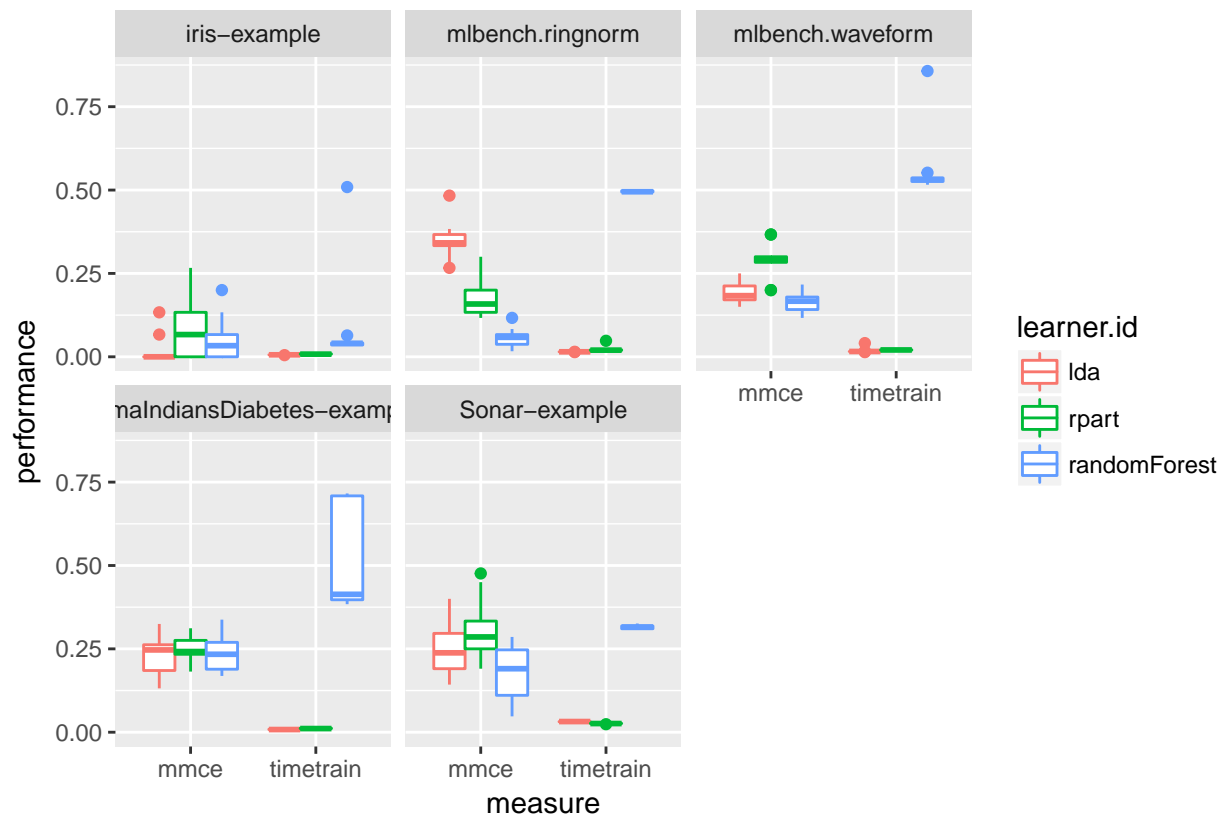 iris−example
mlbench.ringnorm
mlbench.waveform
0.75
0.50
0.25
0.00
mmce
timetrain
maIndiansDiabetes−examp
Sonar−example
0.75
0.50
0.25
0.00
mmce
timetrain
mmce
timetrain
measure
performance
learner.id
lda
rpart
randomForest